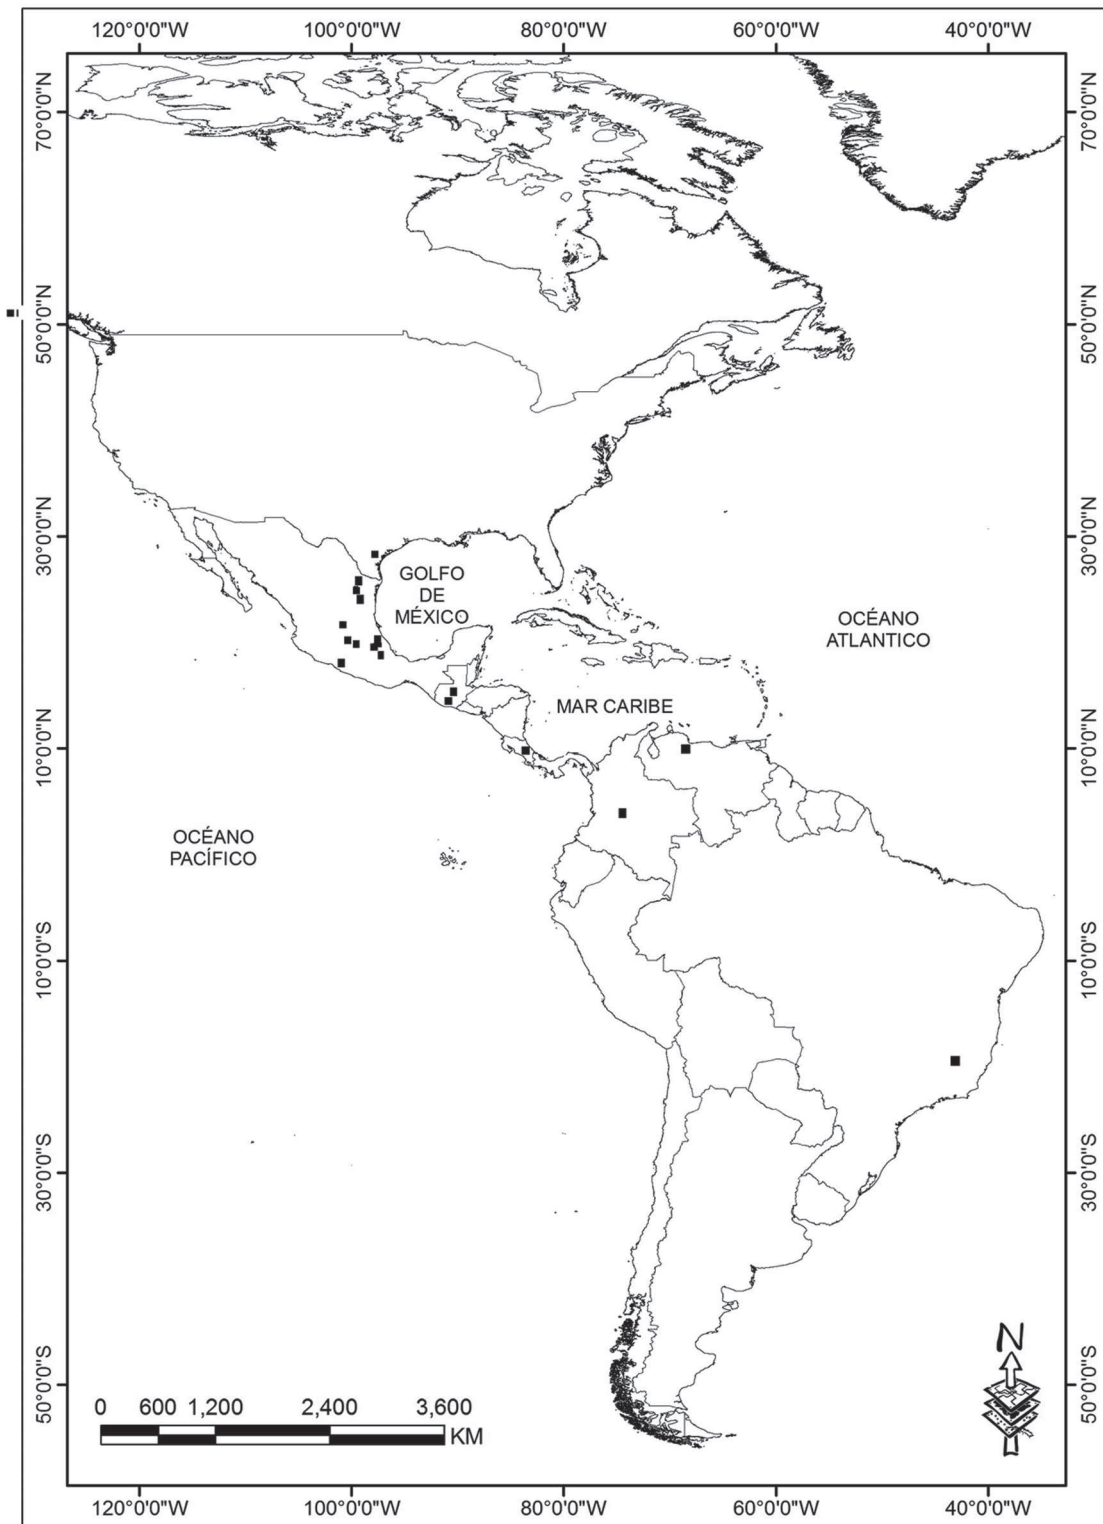 120°0'0"W 100°0'0"W 80°0'0"W 60°0'0"W 40°0'0"W
70°0'0"N 70°0'0"N
50°0'0"N 50°0'0"N
30°0'0"N 30°0'0"N
GOLFO
DE
MÉXICO
OCÉANO
ATLANTICO
MAR CARIBE
10°0'0"N 10°0'0"N
OCÉANO
PACÍFICO
10°0'0"S 10°0'0"S
30°0'0"S 30°0'0"S
50°0'0"S 50°0'0"S
N
0 600 1,200 2,400 3,600
KM
120°0'0"W 100°0'0"W 80°0'0"W 60°0'0"W 40°0'0"W